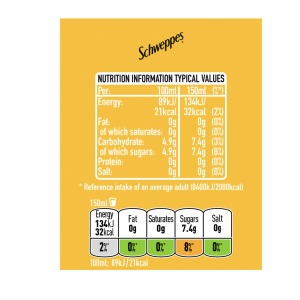 Schweppes
NUTRITION INFORMATION TYPICAL VALUES
Per: 100ml 150ml (%*)
Energy: 89kJ/ 134kJ/
21kcal 32kcal (2%)
Fat: 0g 0g (0%)
of which saturates: 0g 0g (0%)
Carbohydrate: 4.9g 7.4g (3%)
of which sugars: 4.9g 7.4g (8%)
Protein: 0g 0g (0%)
Salt: 0g 0g (0%)
* Reference intake of an average adult (8400kJ/2000kcal)
150ml
Energy Fat Saturates Sugars Salt
134kJ 0g 0g 7.4g 0g
32kcal
2%* 0%* 0%* 8%* 0%*
100ml: 89kJ/21kcal